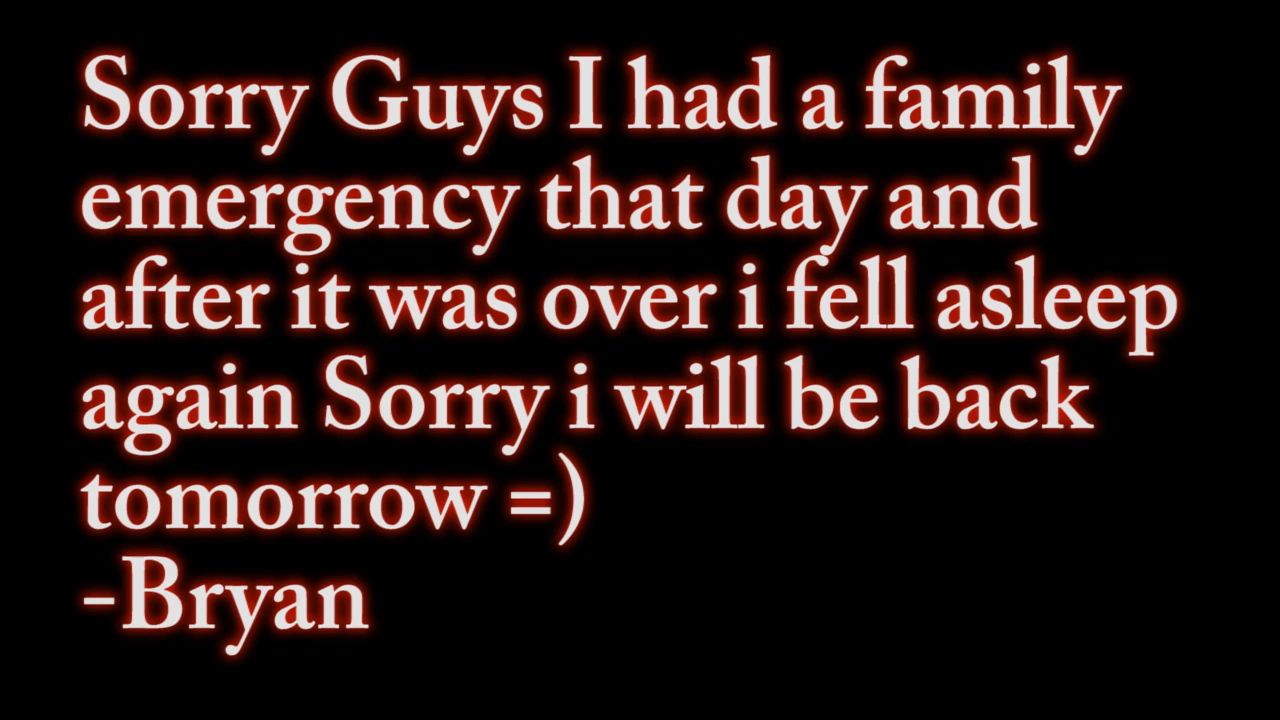 Sorry Guys I had a family
emergency that day and
after it was over i fell asleep
again Sorry i will be back
tomorrow =)
-Bryan